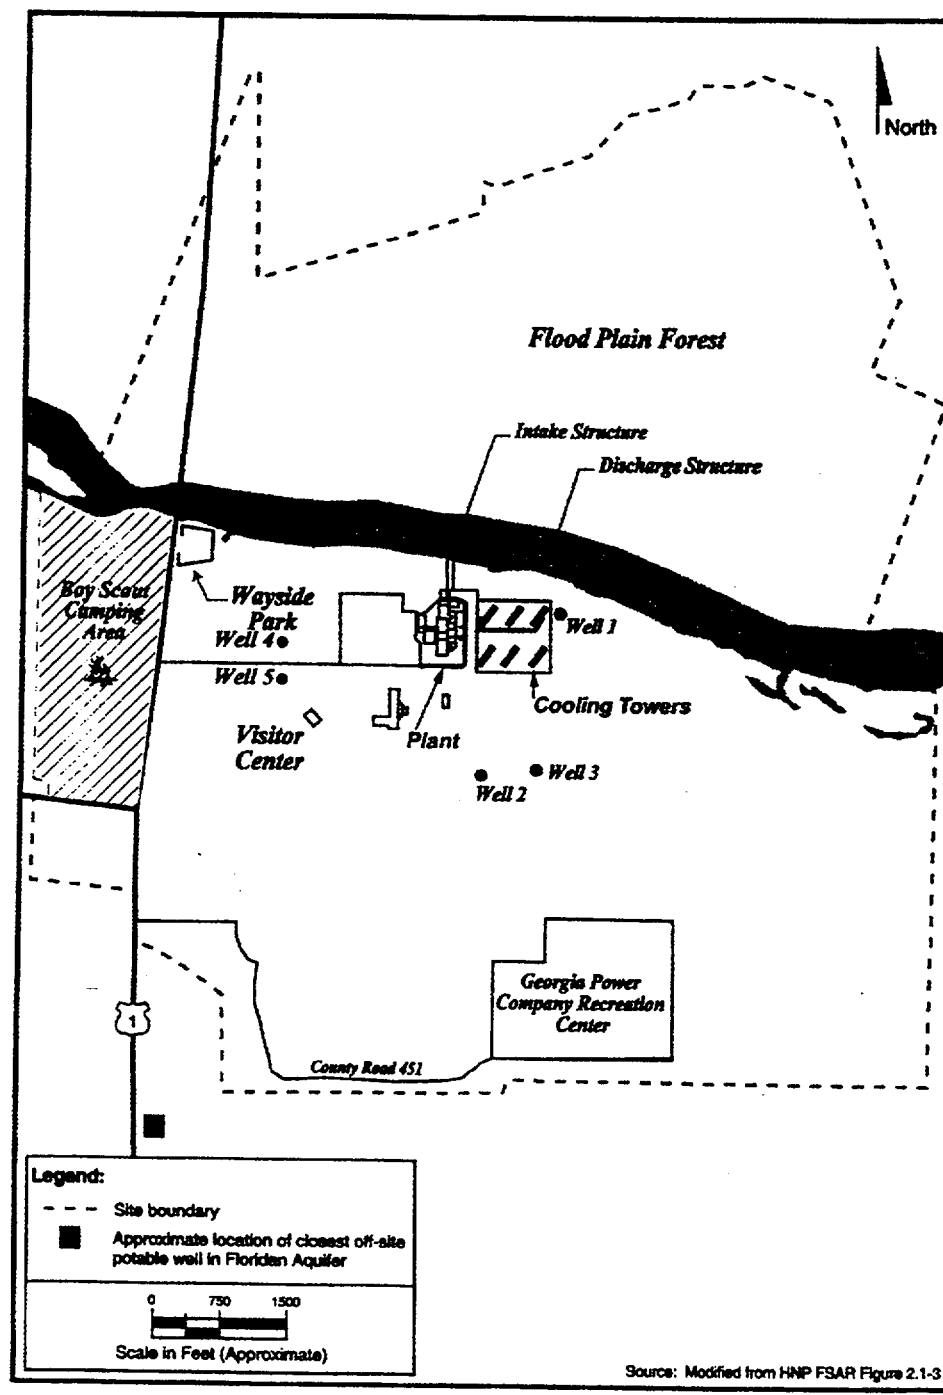 North
Flood Plain Forest
Intake Structure
Discharge Structure
Boy Scout
Camping
Area
Wayside
Park
Well 4
Well 1
Well 5
Cooling Towers
Visitor
Center
Plant
Well 3
Well 2
Georgia Power
Company Recreation
Center
1
County Road 451
Legend:
Site boundary
Approximate location of closest off-site
potable well in Floridan Aquifer
0 750 1500
Scale in Feet (Approximate)
Source: Modified from HNP FSAR Figure 2.1-3